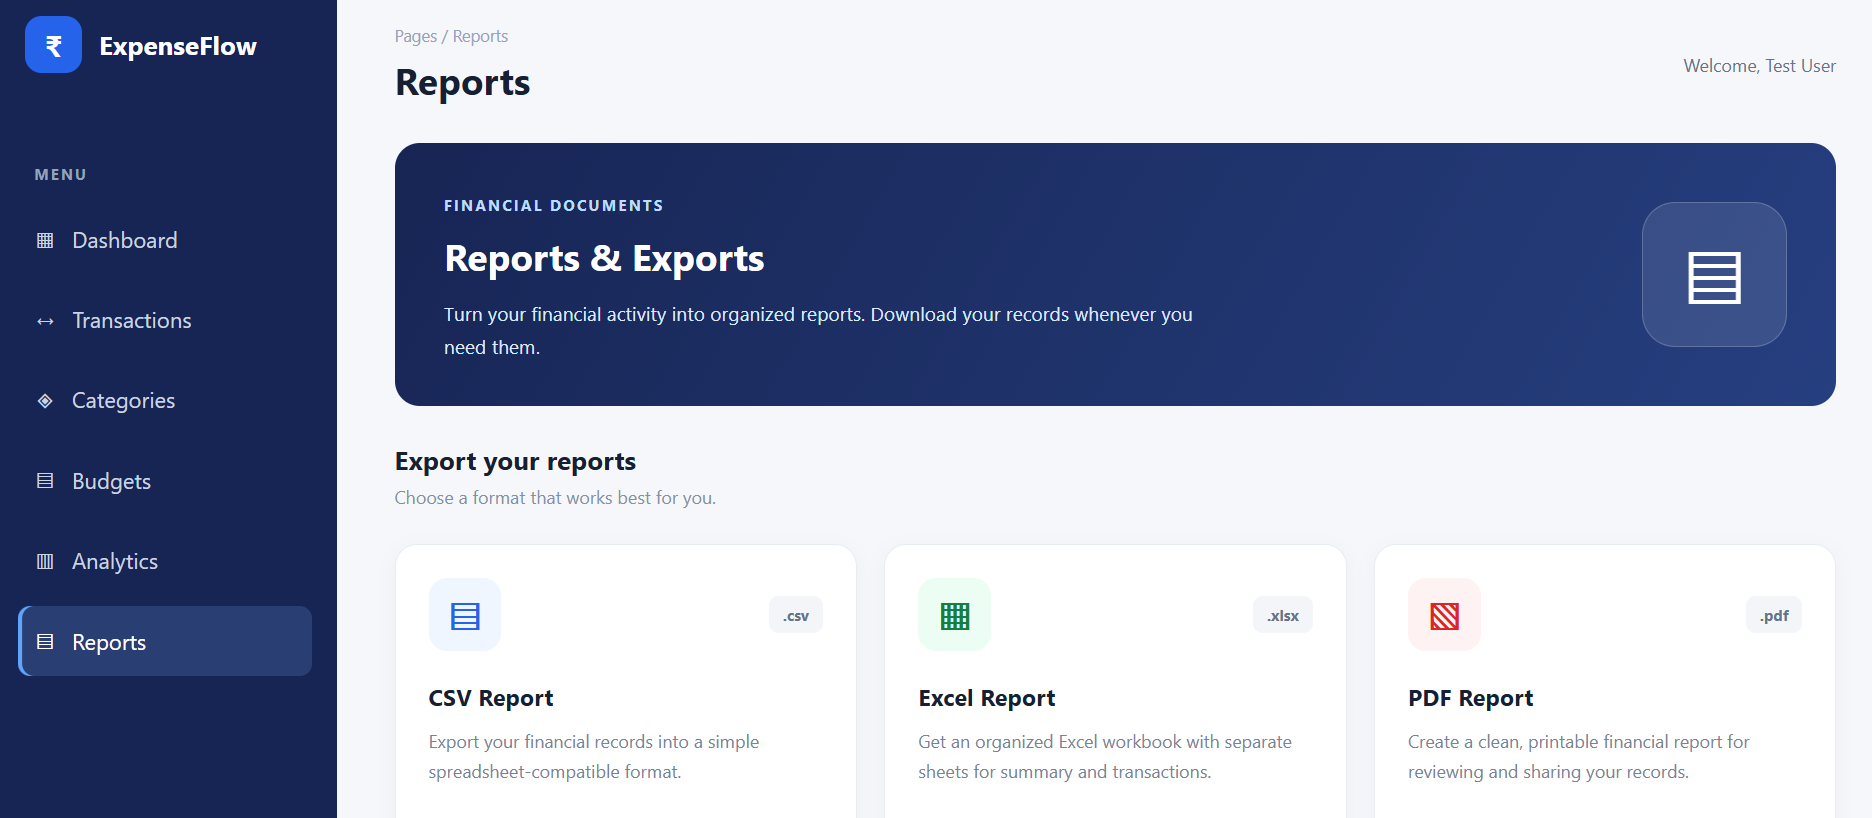 ₹ ExpenseFlow
MENU
Dashboard
Transactions
Categories
Budgets
Analytics
Reports
Pages / Reports
Reports
Welcome, Test User
FINANCIAL DOCUMENTS
Reports & Exports
Turn your financial activity into organized reports. Download your records whenever you
need them.
Export your reports
Choose a format that works best for you.
.csv
CSV Report
Export your financial records into a simple
spreadsheet-compatible format.
.xlsx
Excel Report
Get an organized Excel workbook with separate
sheets for summary and transactions.
.pdf
PDF Report
Create a clean, printable financial report for
reviewing and sharing your records.